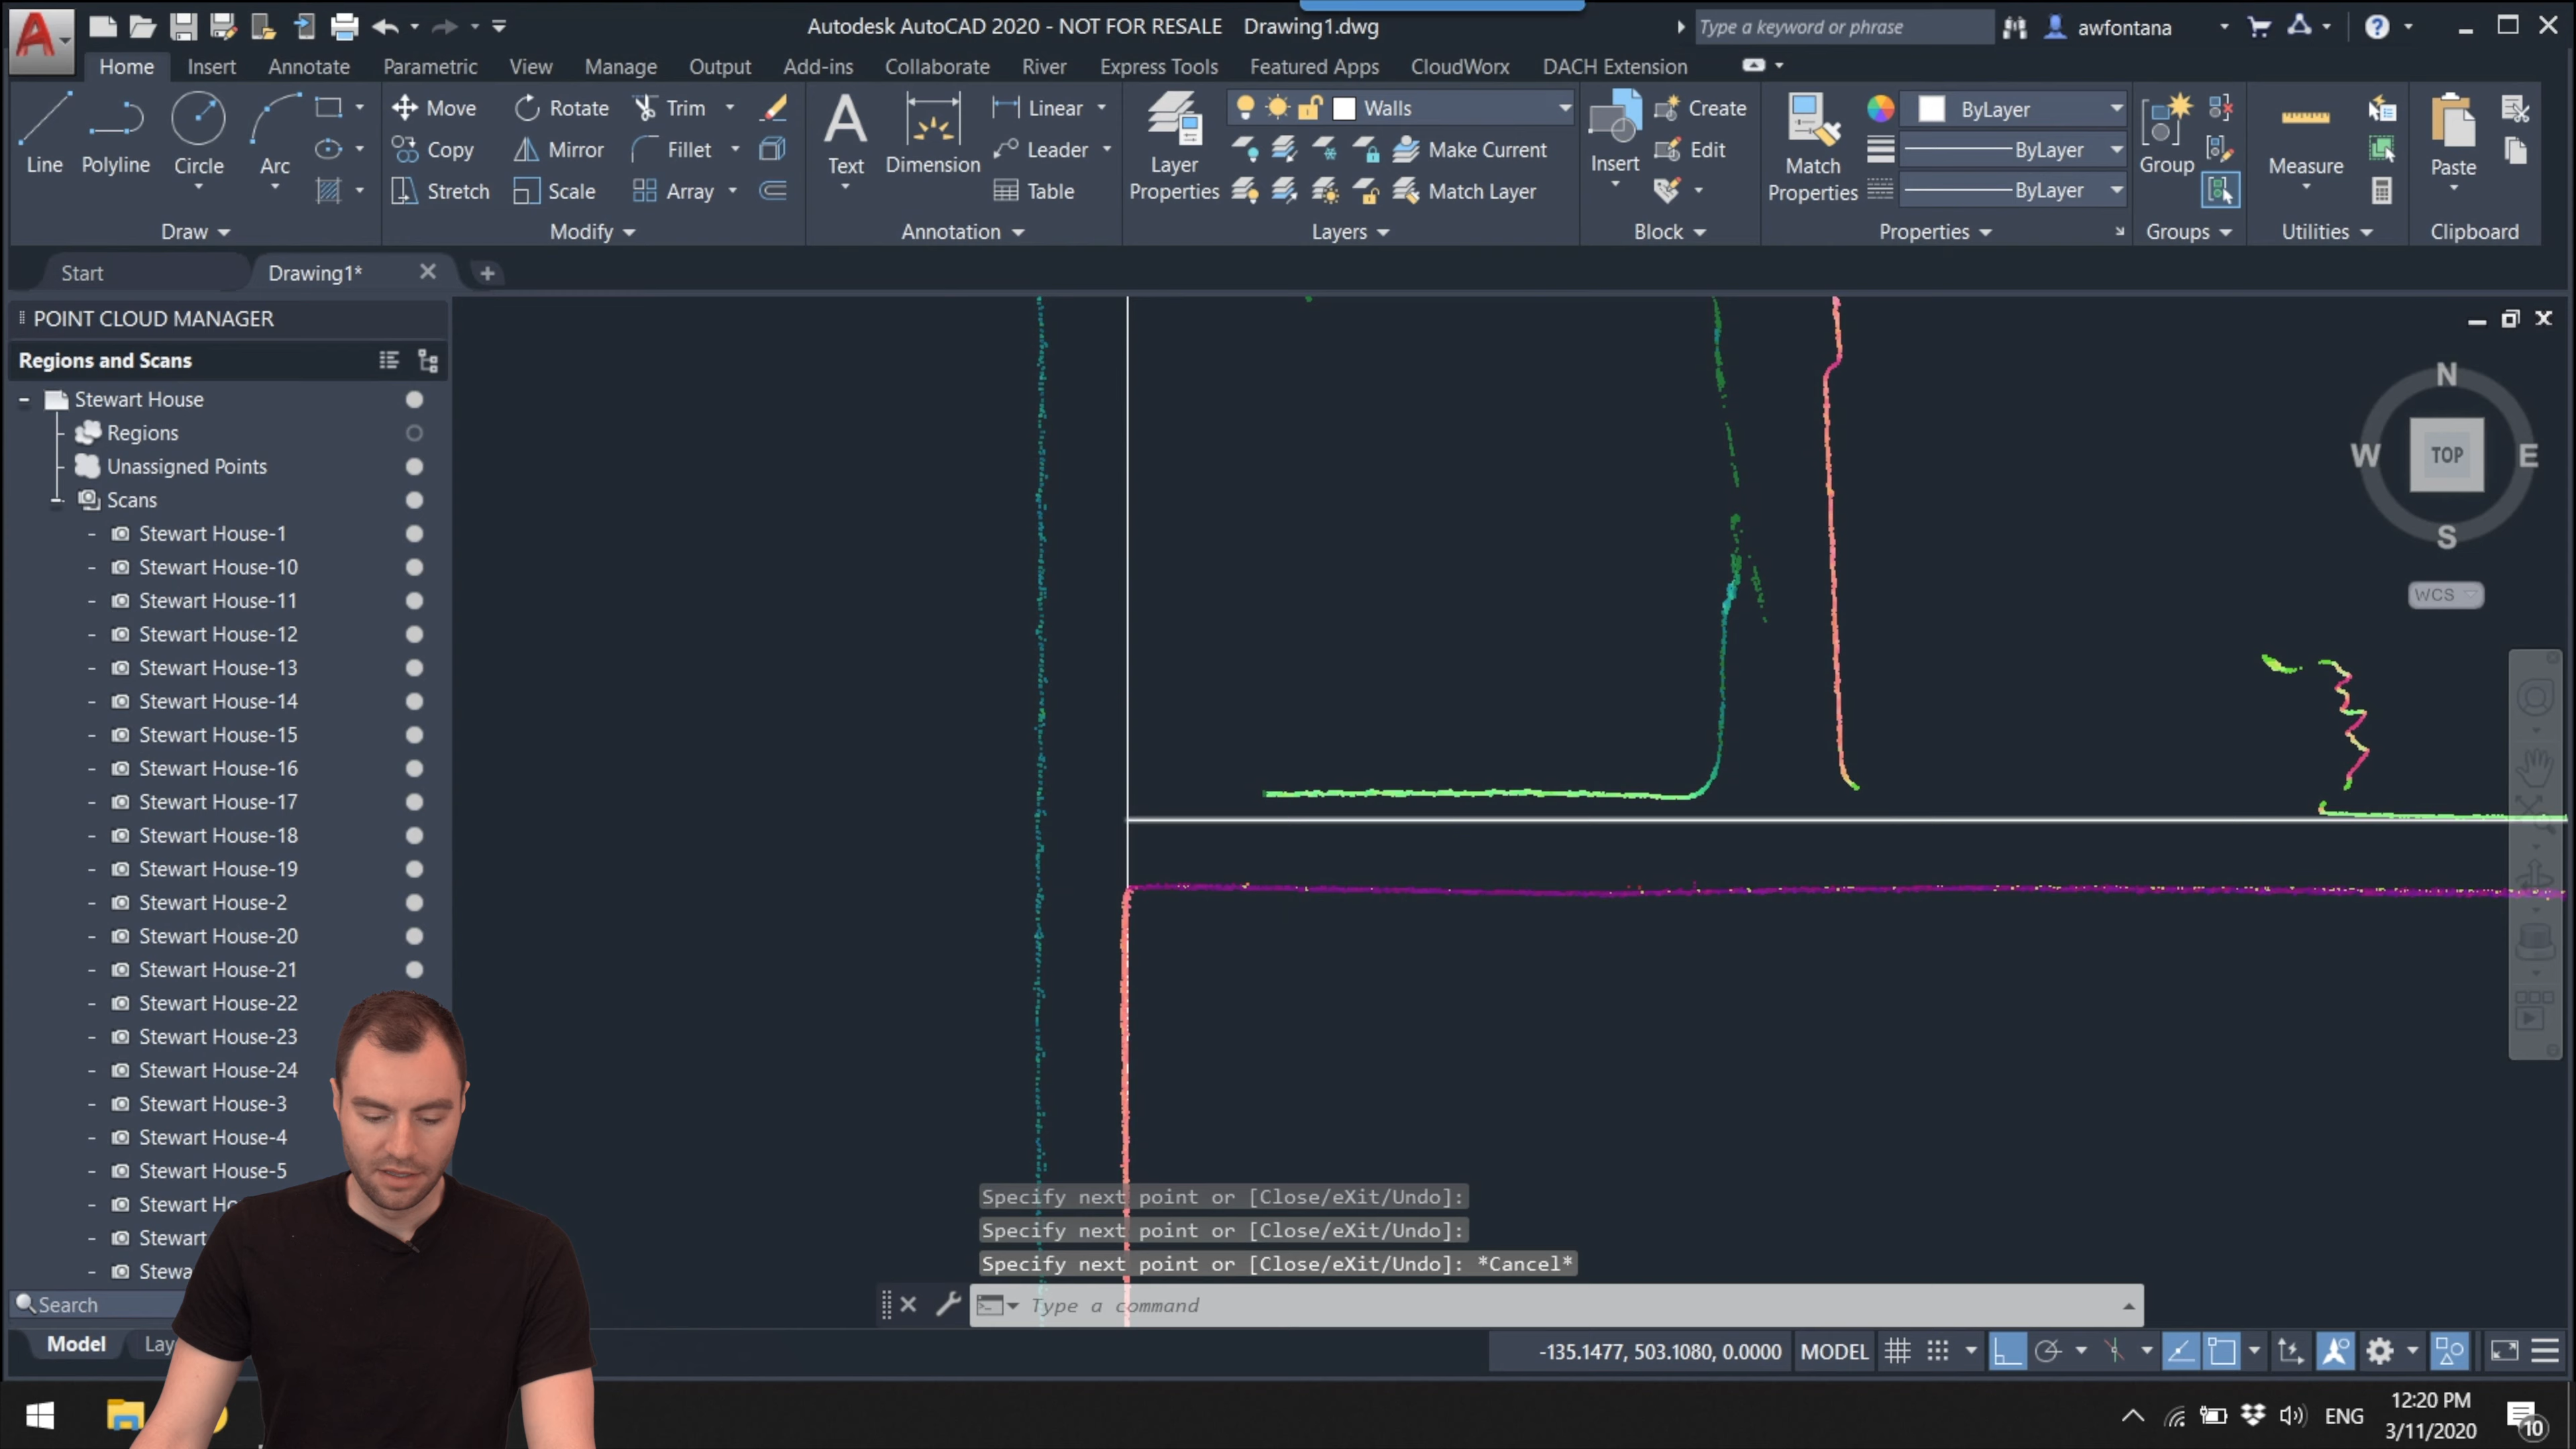 Autodesk AutoCAD 2020 - NOT FOR RESALE Drawing1.dwg
Type a keyword or phrase
awfontana
Home Insert Annotate Parametric View Manage Output Add-ins Collaborate River Express Tools Featured Apps CloudWorx DACH Extension
Line Polyline Circle Arc
Move Rotate Trim
Copy Mirror Fillet
Stretch Scale Array
Text Dimension
Linear
Leader
Table
Layer Properties
Walls
Make Current
Match Layer
Insert
Create
Edit
Match Properties
ByLayer
ByLayer
ByLayer
Group
Measure
Paste
Draw Modify Annotation Layers Block Properties Groups Utilities Clipboard
Start Drawing1*
POINT CLOUD MANAGER
Regions and Scans
Stewart House
Regions
Unassigned Points
Scans
Stewart House-1
Stewart House-10
Stewart House-11
Stewart House-12
Stewart House-13
Stewart House-14
Stewart House-15
Stewart House-16
Stewart House-17
Stewart House-18
Stewart House-19
Stewart House-2
Stewart House-20
Stewart House-21
Stewart House-22
Stewart House-23
Stewart House-24
Stewart House-3
Stewart House-4
Stewart House-5
Stewart Ho
Stewart
Stewa
Search
N
W TOP E
S
WCS
Specify next point or [Close/eXit/Undo]:
Specify next point or [Close/eXit/Undo]:
Specify next point or [Close/eXit/Undo]: *Cancel*
Type a command
Model Lay
-135.1477, 503.1080, 0.0000 MODEL
ENG
12:20 PM
3/11/2020
10